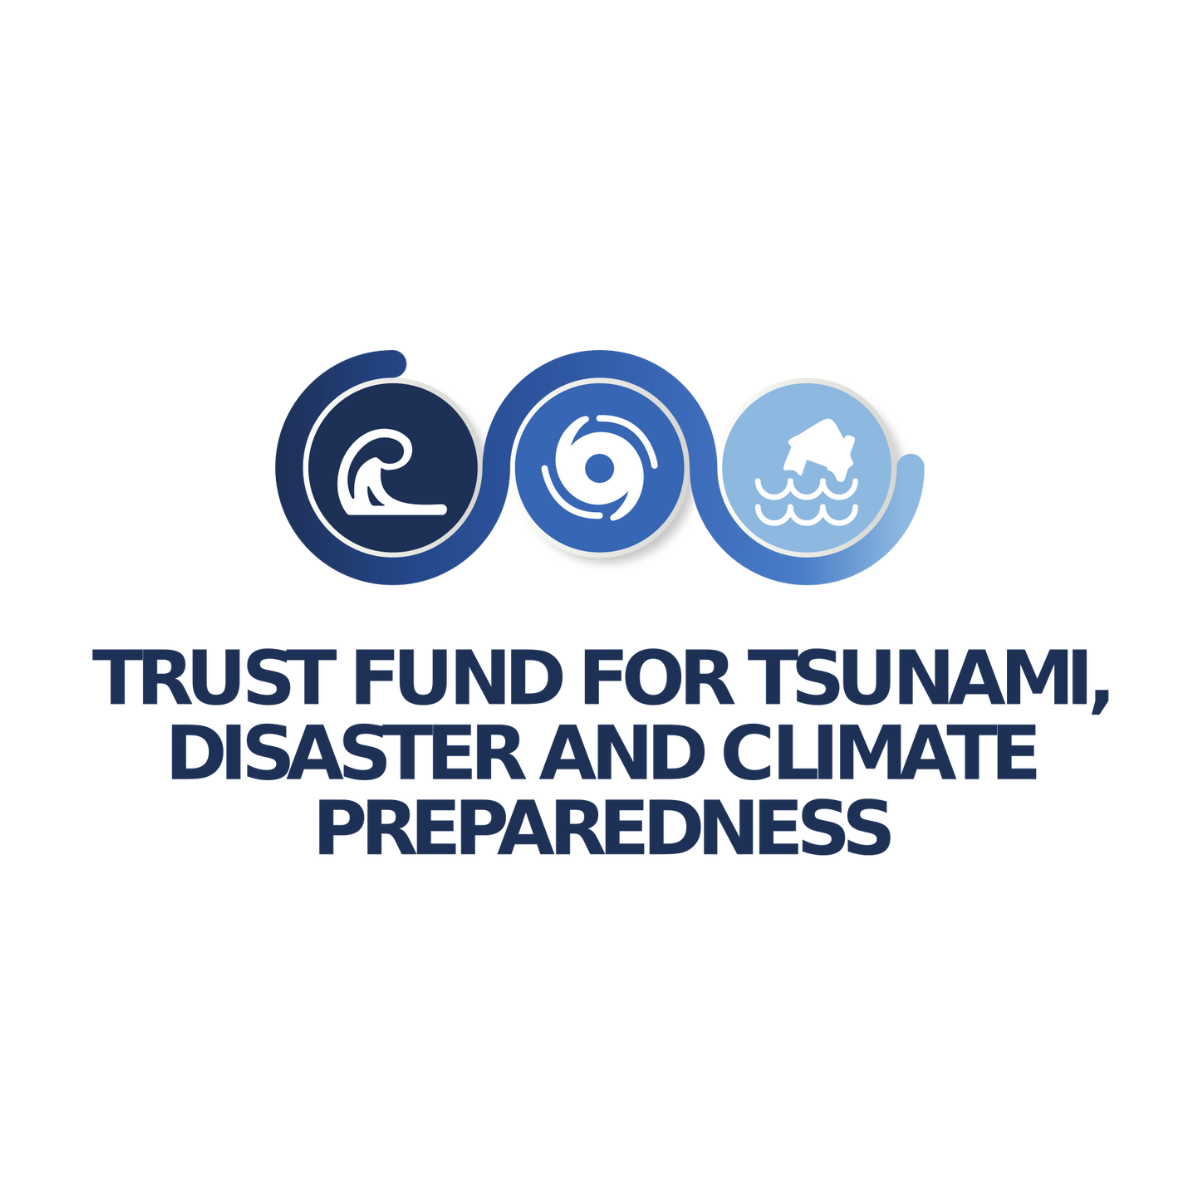 TRUST FUND FOR TSUNAMI,
DISASTER AND CLIMATE
PREPAREDNESS